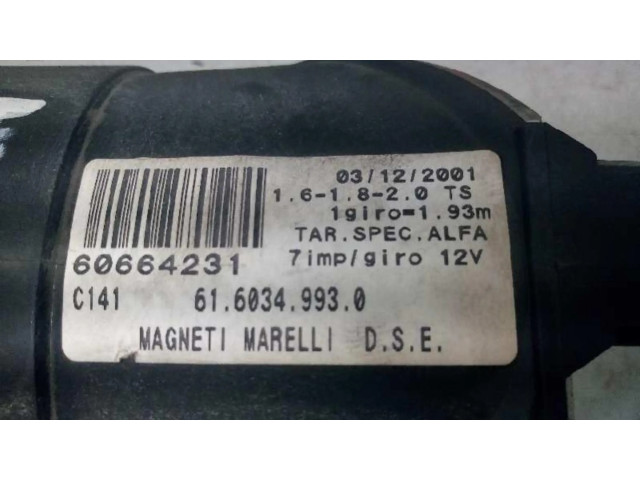 03/12/2001
1.6-1.8-2.0 TS
1giro=1.93m
TAR.SPEC.ALFA
60664231 7imp/giro 12V
C141 61.6034.993.0
MAGNETI MARELLI D.S.E.